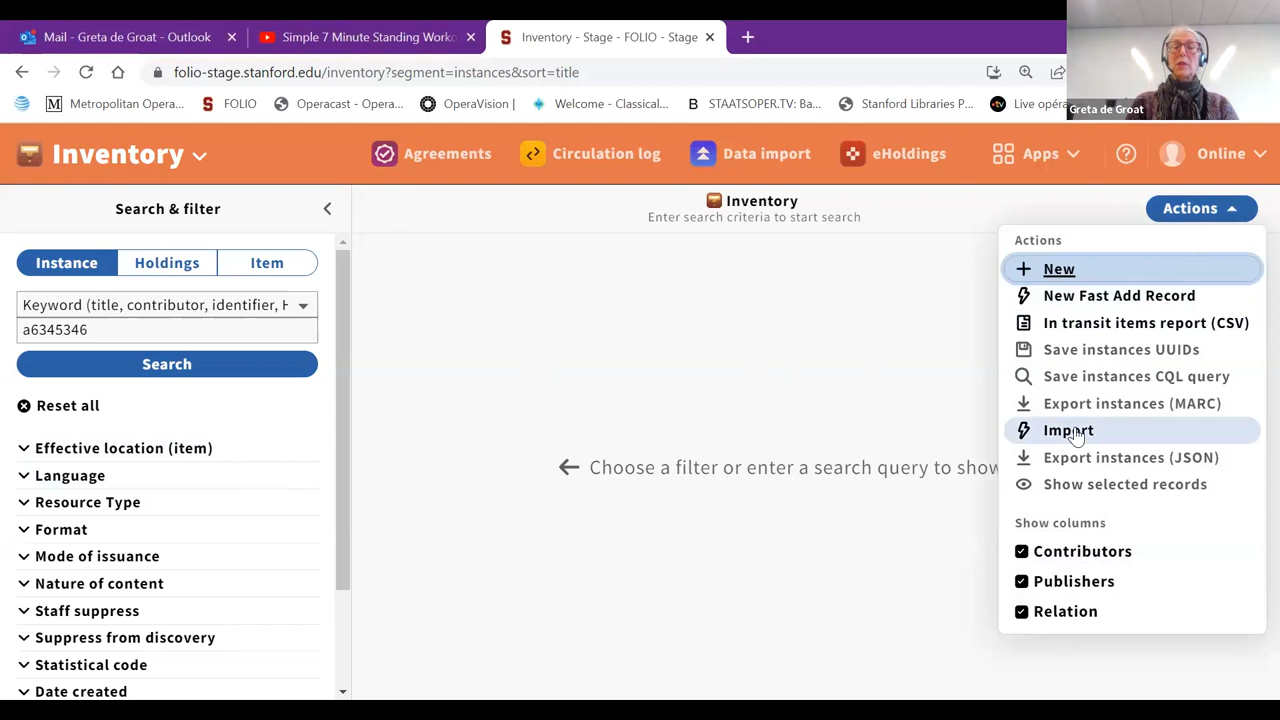 Mail - Greta de Groat - Outlook
Simple 7 Minute Standing Worko
Inventory - Stage - FOLIO - Stage
folio-stage.stanford.edu/inventory?segment=instances&sort=title
Metropolitan Opera...
FOLIO
Operacast - Opera...
OperaVision |
Welcome - Classical...
STAATSOPER.TV: Ba...
Stanford Libraries P...
Live opéra
Greta de Groat
Inventory
Agreements
Circulation log
Data import
eHoldings
Apps
Online
Search & filter
Inventory
Enter search criteria to start search
Actions
Instance
Holdings
Item
Keyword (title, contributor, identifier, H
a6345346
Search
Reset all
Effective location (item)
Language
Resource Type
Format
Mode of issuance
Nature of content
Staff suppress
Suppress from discovery
Statistical code
Date created
Choose a filter or enter a search query to show
Actions
New
New Fast Add Record
In transit items report (CSV)
Save instances UUIDs
Save instances CQL query
Export instances (MARC)
Import
Export instances (JSON)
Show selected records
Show columns
Contributors
Publishers
Relation